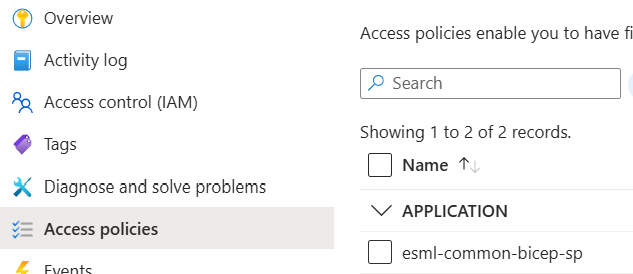 Overview
Activity log
Access control (IAM)
Tags
Diagnose and solve problems
Access policies
Events
Access policies enable you to have fi
Search
Showing 1 to 2 of 2 records.
Name
APPLICATION
esml-common-bicep-sp